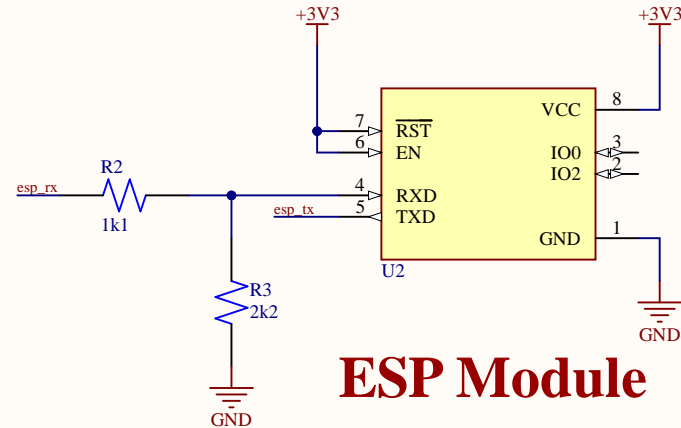 +3V3
+3V3
VCC 8
7 RST
6 EN
IO0 3
IO2 2
R2
esp_rx
1k1
4 RXD
esp_tx
5 TXD
GND 1
U2
R3
2k2
GND
GND
ESP Module